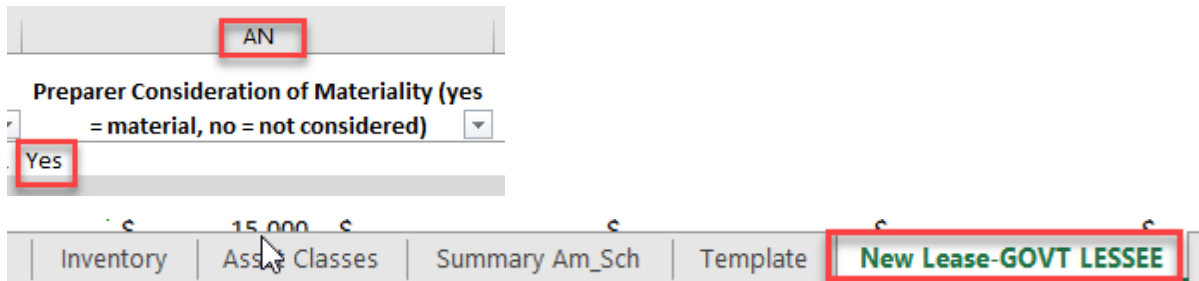 AN
Preparer Consideration of Materiality (yes
= material, no = not considered)
Yes
$ 15,000 $ $ $ $
Inventory Asset Classes Summary Am_Sch Template New Lease-GOVT LESSEE